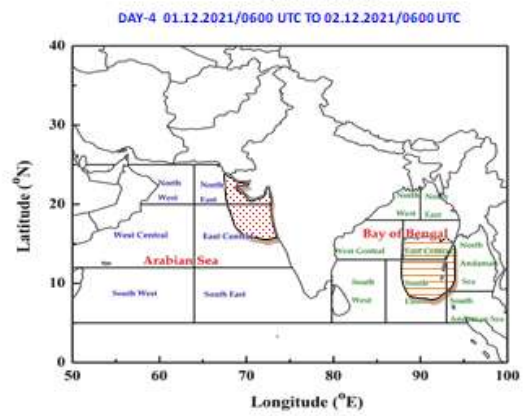 DAY-4 01.12.2021/0600 UTC TO 02.12.2021/0600 UTC
40
30
20
10
0
50
60
70
80
90
100
Latitude (°N)
Longitude (°E)
North
West
North
East
West Central
East Central
Arabian Sea
South West
South East
North
West
North
East
Bay of Bengal
West Central
East Central
South
West
South
North
Andaman
Sea
South
Andaman Sea